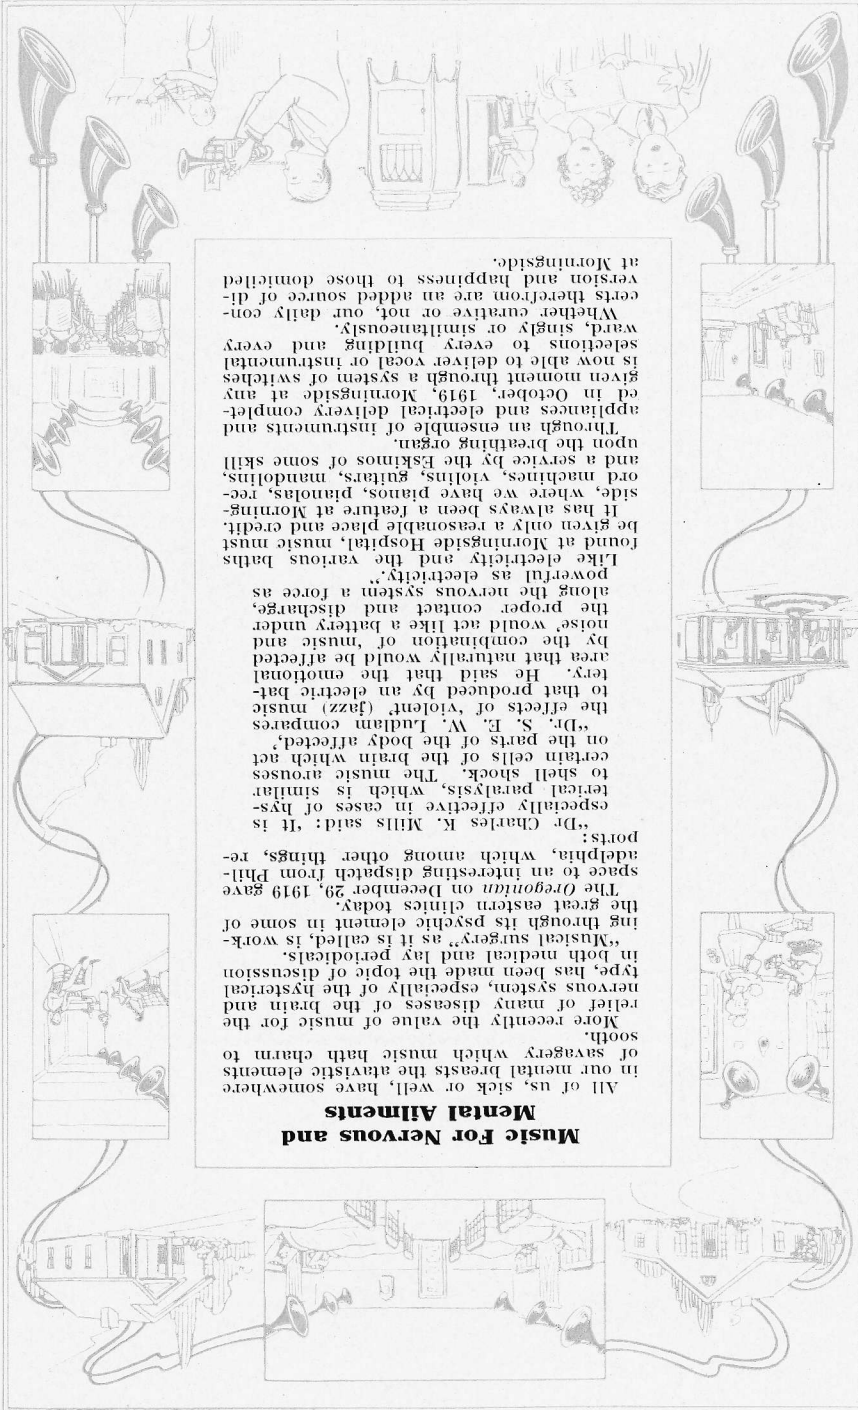 Music For Nervous and
Mental Ailments
All of us, sick or well, have somewhere
in our mental breasts the atavistic elements
of savagery which music hath charm to
sooth.
More recently the value of music for the
relief of many diseases of the brain and
nervous system, especially of the hysterical
type, has been made the topic of discussion
in both medical and lay periodicals.
“Musical surgery” as it is called, is work-
ing through its psychic element in some of
the great eastern clinics today.
The Oregonian on December 29, 1919 gave
space to an interesting dispatch from Phil-
adelphia, which among other things, re-
ports:
“Dr Charles K. Mills said: ‘It is
especially effective in cases of hys-
terical paralysis, which is similar
to shell shock. The music arouses
certain cells of the brain which act
on the parts of the body affected,’
“Dr. S. E. W. Ludlam compares
the effects of ‘violent’ (jazz) music
to that produced by an electric bat-
tery. He said that the emotional
area that naturally would be affected
by the combination of ‘music and
noise’ would act like a battery under
the proper contact and discharge,
along the nervous system a force as
powerful as electricity.”
Like electricity and the various baths
found at Morningside Hospital, music must
be given only a reasonable place and credit.
It has always been a feature at Morning-
side, where we have pianos, pianolas, rec-
ord machines, violins, guitars, mandolins,
and a service by the Eskimos of some skill
upon the breathing organ.
Through an ensemble of instruments and
appliances and electrical delivery complet-
ed in October, 1919, Morningside at any
given moment through a system of switches
is now able to deliver vocal or instrumental
selections to every building and every
ward, singly or similtaneously.
Whether curative or not, our daily con-
certs therefrom are an added source of di-
version and happiness to those domiciled
at Morningside.